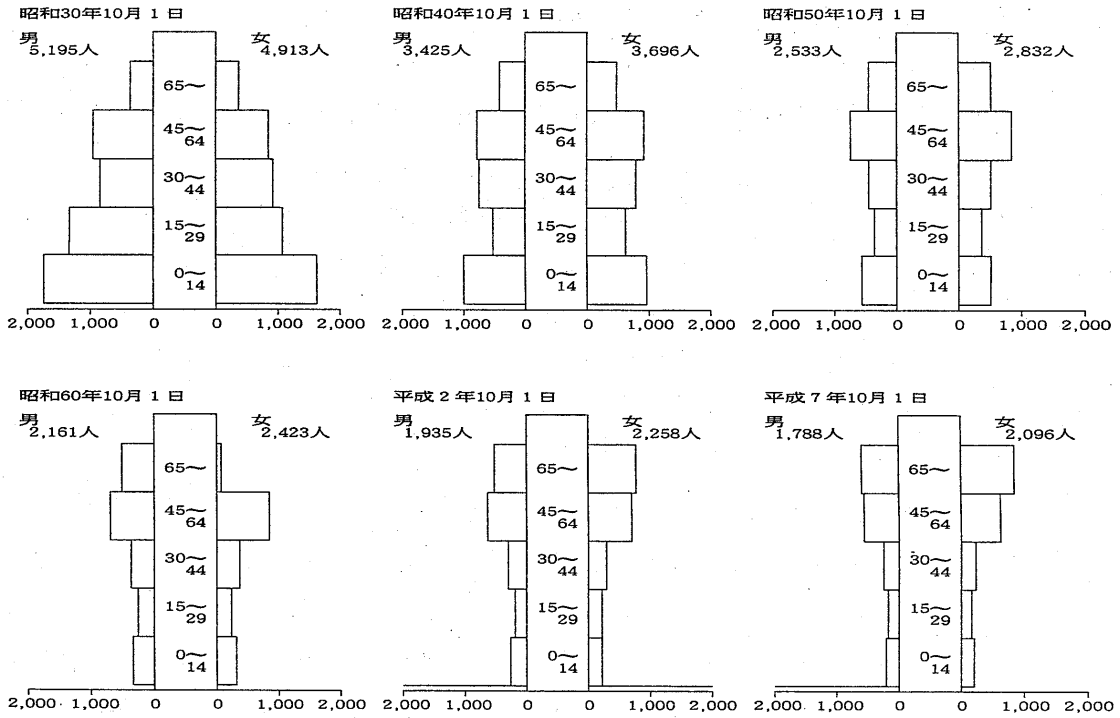 昭和30年10月1日
男 女
5,195人 4,913人
65〜
45〜
64
30〜
44
15〜
29
0〜
14
2,000 1,000 0 0 1,000 2,000
昭和40年10月1日
男 女
3,425人 3,696人
65〜
45〜
64
30〜
44
15〜
29
0〜
14
2,000 1,000 0 0 1,000 2,000
昭和50年10月1日
男 女
2,533人 2,832人
65〜
45〜
64
30〜
44
15〜
29
0〜
14
2,000 1,000 0 0 1,000 2,000
昭和60年10月1日
男 女
2,161人 2,423人
65〜
45〜
64
30〜
44
15〜
29
0〜
14
2,000 1,000 0 0 1,000 2,000
平成2年10月1日
男 女
1,935人 2,258人
65〜
45〜
64
30〜
44
15〜
29
0〜
14
2,000 1,000 0 0 1,000 2,000
平成7年10月1日
男 女
1,788人 2,096人
65〜
45〜
64
30〜
44
15〜
29
0〜
14
2,000 1,000 0 0 1,000 2,000